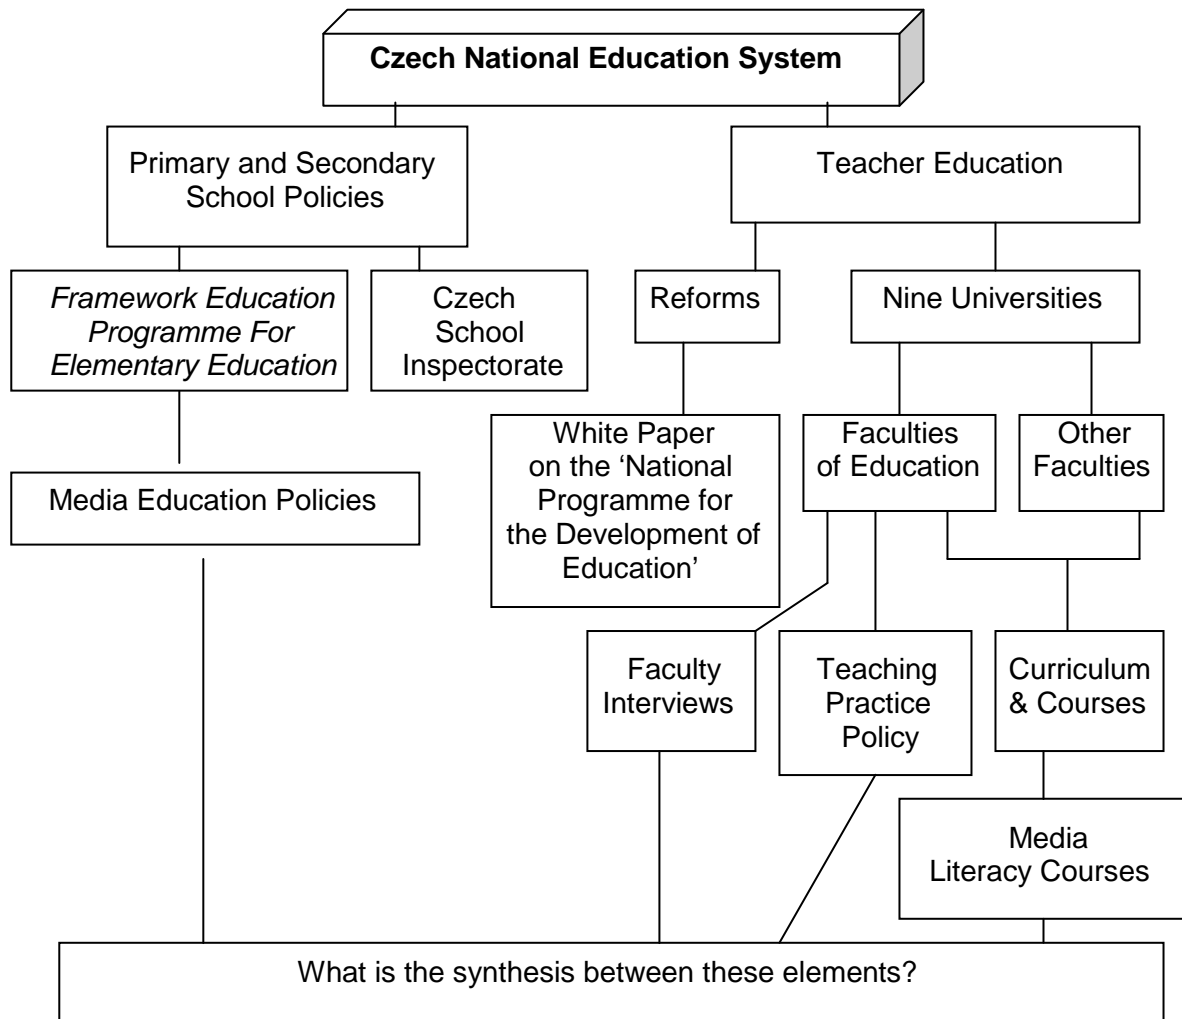 Czech National Education System
Primary and Secondary
School Policies
Teacher Education
Framework Education
Programme For
Elementary Education
Czech
School
Inspectorate
Reforms
Nine Universities
White Paper
on the ‘National
Programme for
the Development of
Education’
Faculties
of Education
Other
Faculties
Media Education Policies
Faculty
Interviews
Teaching
Practice
Policy
Curriculum
& Courses
Media
Literacy Courses
What is the synthesis between these elements?